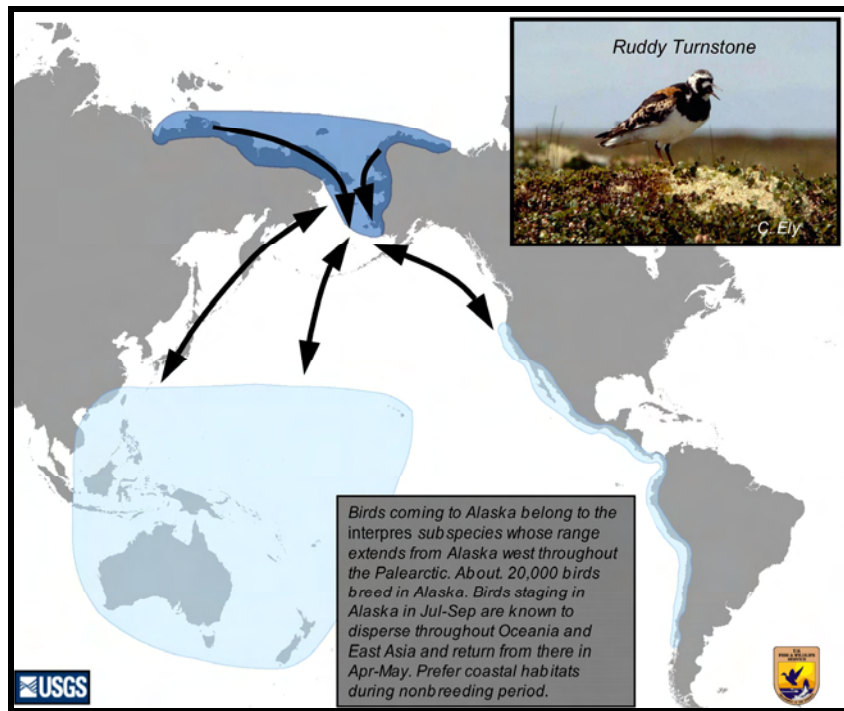 Ruddy Turnstone
C. Ely
Birds coming to Alaska belong to the
interpres subspecies whose range
extends from Alaska west throughout
the Palearctic. About. 20,000 birds
breed in Alaska. Birds staging in
Alaska in Jul-Sep are known to
disperse throughout Oceania and
East Asia and return from there in
Apr-May. Prefer coastal habitats
during nonbreeding period.
USGS
U.S.
FISH & WILDLIFE
SERVICE